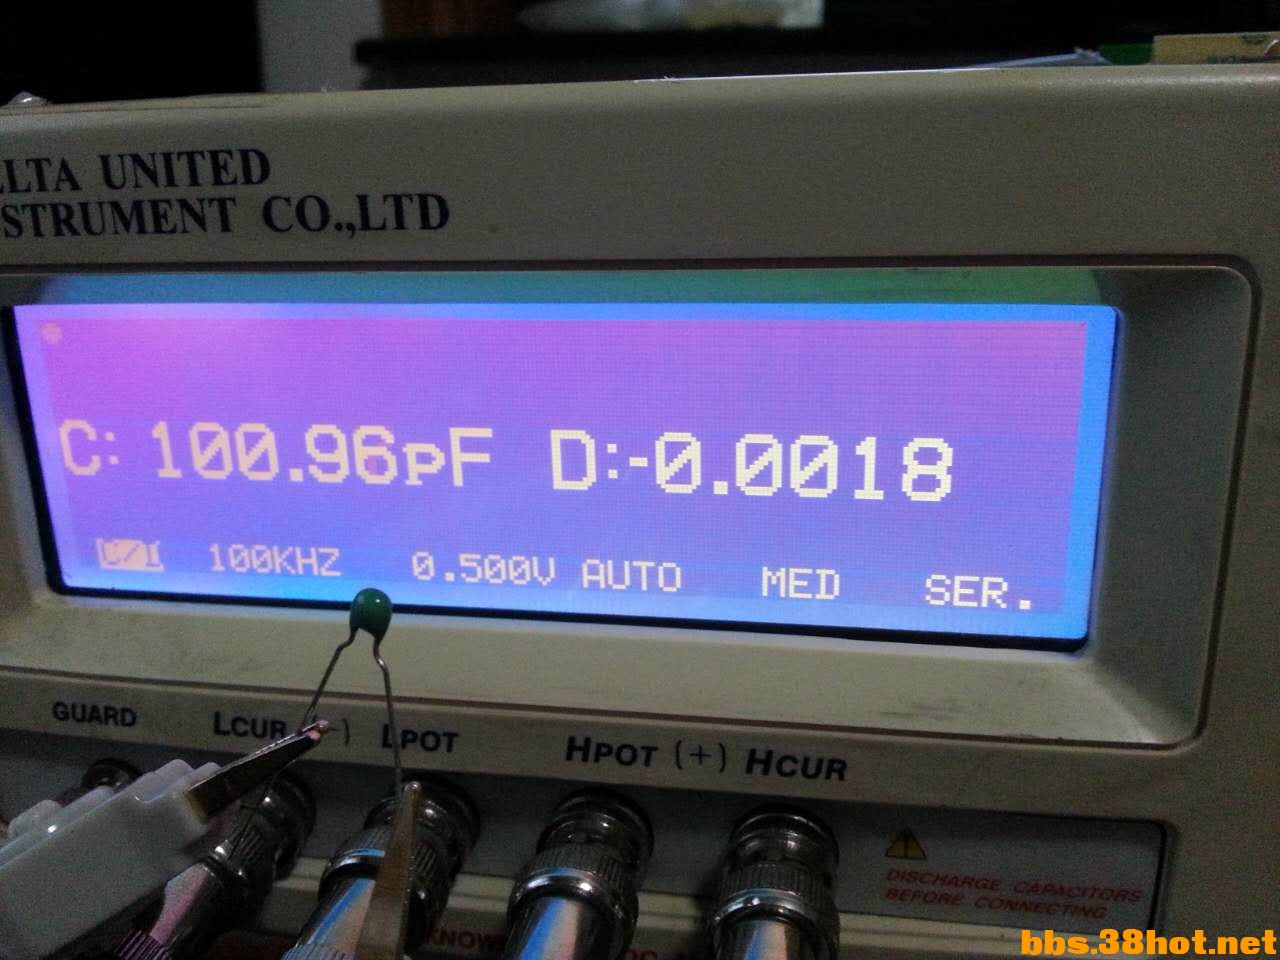 ELTA UNITED
STRUMENT CO.,LTD
C: 100.96pF D:-0.0018
100KHZ 0.500V AUTO MED SER.
GUARD LCUR (-) LPOT HPOT (+) HCUR
DISCHARGE CAPACITORS
BEFORE CONNECTING
bbs.38hot.net